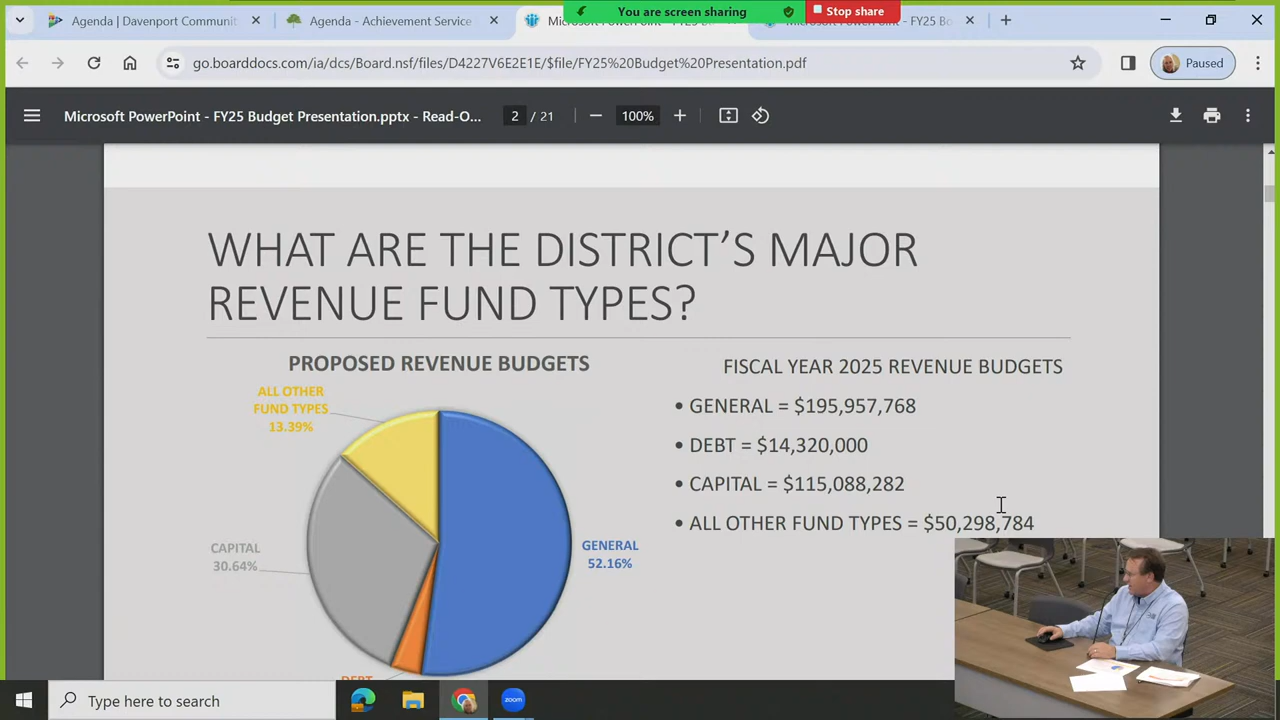 Agenda | Davenport Communit
Agenda - Achievement Service
You are screen sharing
Stop share
go.boarddocs.com/ia/dcs/Board.nsf/files/D4227V6E2E1E/$file/FY25%20Budget%20Presentation.pdf
Paused
Microsoft PowerPoint - FY25 Budget Presentation.pptx - Read-O...
2 / 21
100%
WHAT ARE THE DISTRICT'S MAJOR
REVENUE FUND TYPES?
PROPOSED REVENUE BUDGETS
ALL OTHER
FUND TYPES
13.39%
CAPITAL
30.64%
GENERAL
52.16%
DEBT
FISCAL YEAR 2025 REVENUE BUDGETS
• GENERAL = $195,957,768
• DEBT = $14,320,000
• CAPITAL = $115,088,282
• ALL OTHER FUND TYPES = $50,298,784
Type here to search
zoom